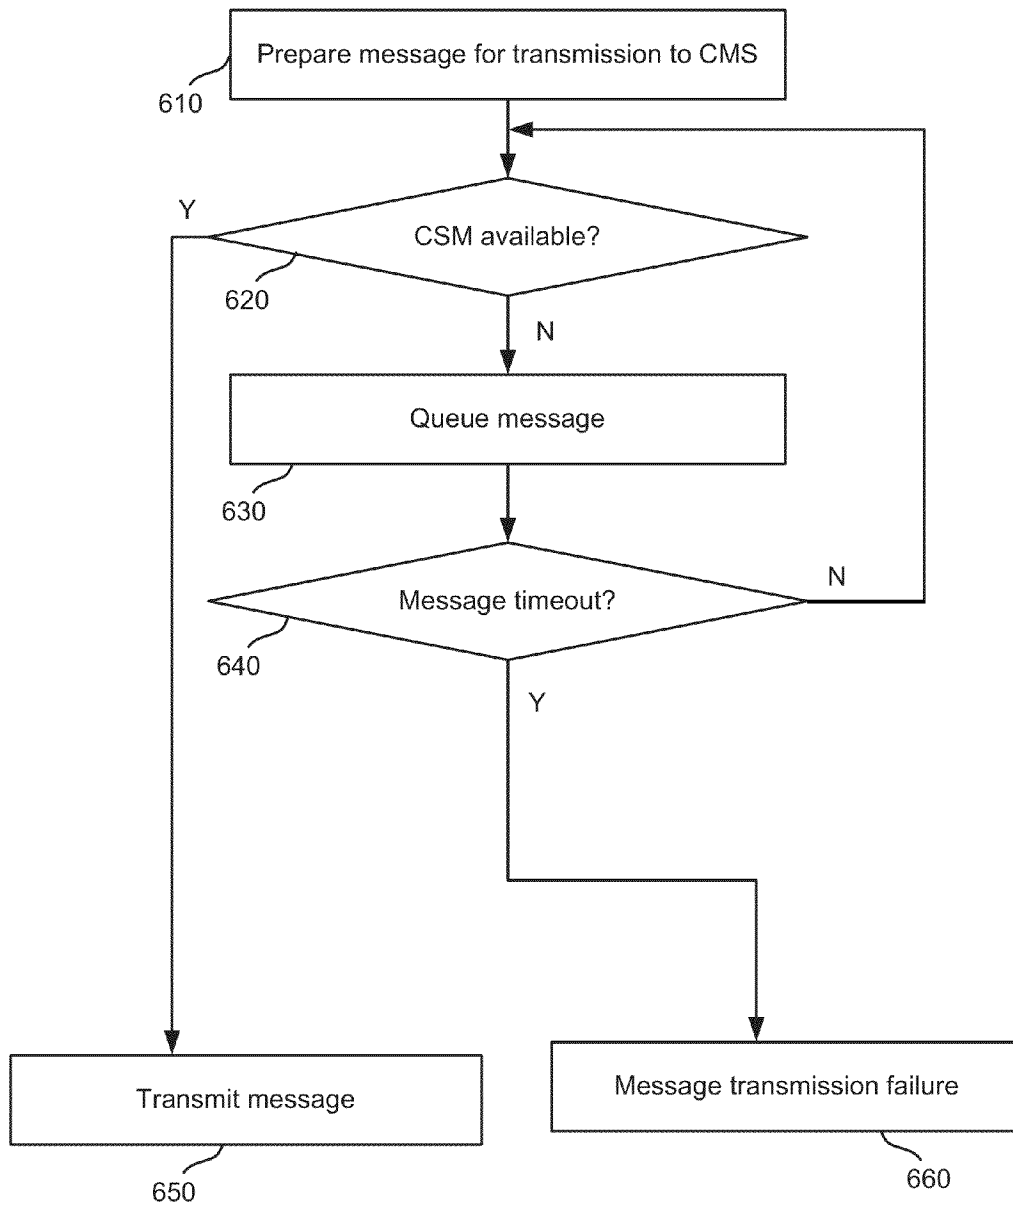 Prepare message for transmission to CMS
610
Y
CSM available?
620
N
Queue message
630
N
Message timeout?
640
Y
Transmit message
Message transmission failure
650
660